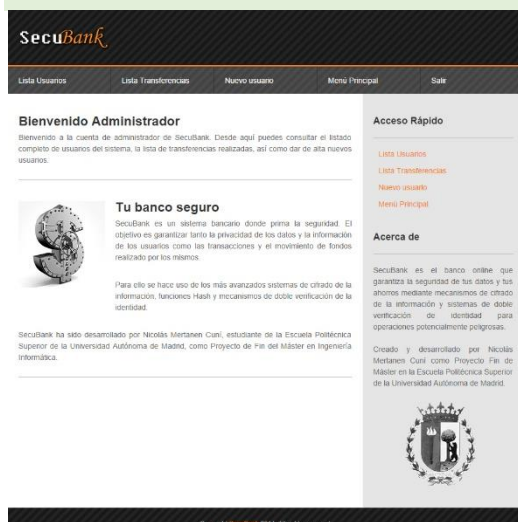 SecuBank
Lista Usuarios Lista Transferencias Nuevo usuario Menú Principal Salir
Bienvenido Administrador
Bienvenido a la cuenta de administrador de SecuBank. Desde aquí puedes consultar el listado
completo de usuarios del sistema, la lista de transferencias realizadas, así como dar de alta nuevos
usuarios.
Tu banco seguro
SecuBank es un sistema bancario donde prima la seguridad. El
objetivo es garantizar tanto la privacidad de los datos y la información
de los usuarios como las transacciones y el movimiento de fondos
realizado por los mismos.
Para ello se hace uso de los más avanzados sistemas de cifrado de la
información, funciones Hash y mecanismos de doble verificación de la
identidad.
SecuBank ha sido desarrollado por Nicolás Mertanen Cuní, estudiante de la Escuela Politécnica
Superior de la Universidad Autónoma de Madrid, como Proyecto de Fin del Máster en Ingeniería
Informática.
Acceso Rápido
Lista Usuarios
Lista Transferencias
Nuevo usuario
Menú Principal
Acerca de
SecuBank es el banco online que
garantiza la seguridad de tus datos y tus
ahorros mediante mecanismos de cifrado
de la información y sistemas de doble
verificación de identidad para
operaciones potencialmente peligrosas.
Creado y desarrollado por Nicolás
Mertanen Cuní como Proyecto Fin de
Máster en la Escuela Politécnica Superior
de la Universidad Autónoma de Madrid.